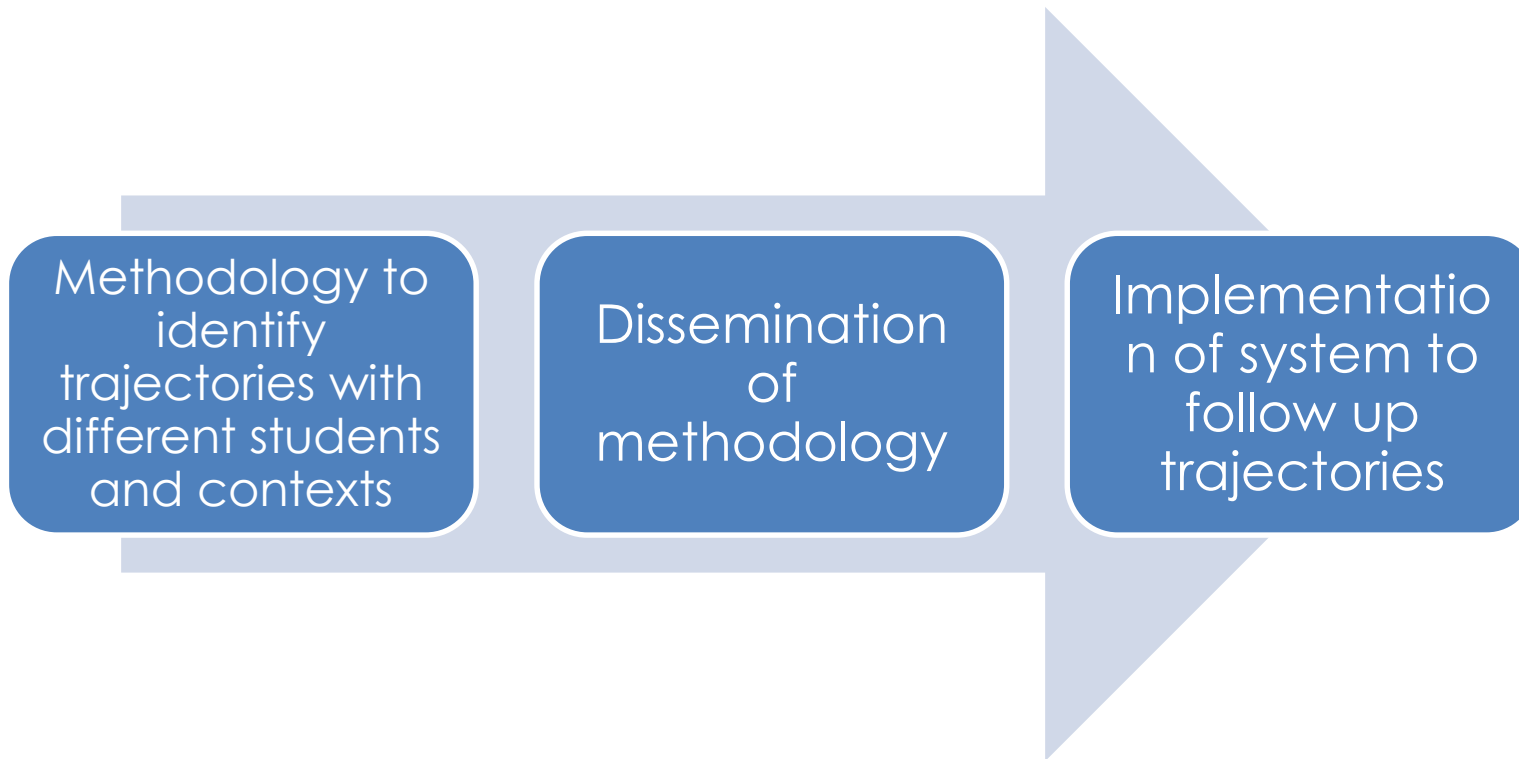 Methodology to
identify
trajectories with
different students
and contexts
Dissemination
of
methodology
Implementatio
n of system to
follow up
trajectories